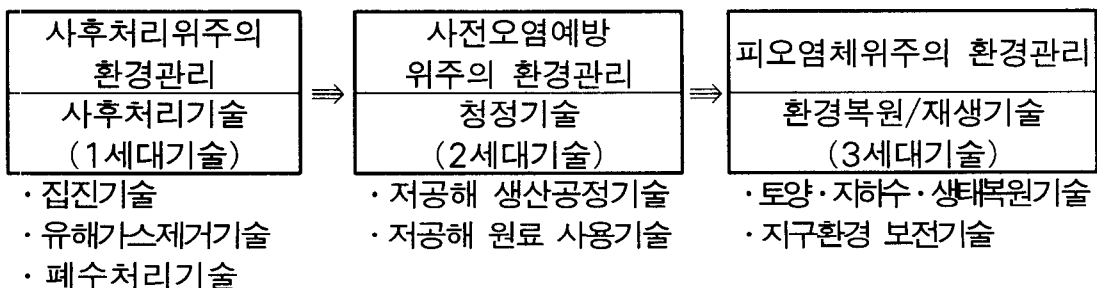 사후처리위주의
환경관리
사후처리기술
(1세대기술)
· 집진기술
· 유해가스제거기술
· 폐수처리기술
⇒
사전오염예방
위주의 환경관리
청정기술
(2세대기술)
· 저공해 생산공정기술
· 저공해 원료 사용기술
⇒
피오염체위주의 환경관리
환경복원/재생기술
(3세대기술)
· 토양·지하수·생태복원기술
· 지구환경 보전기술